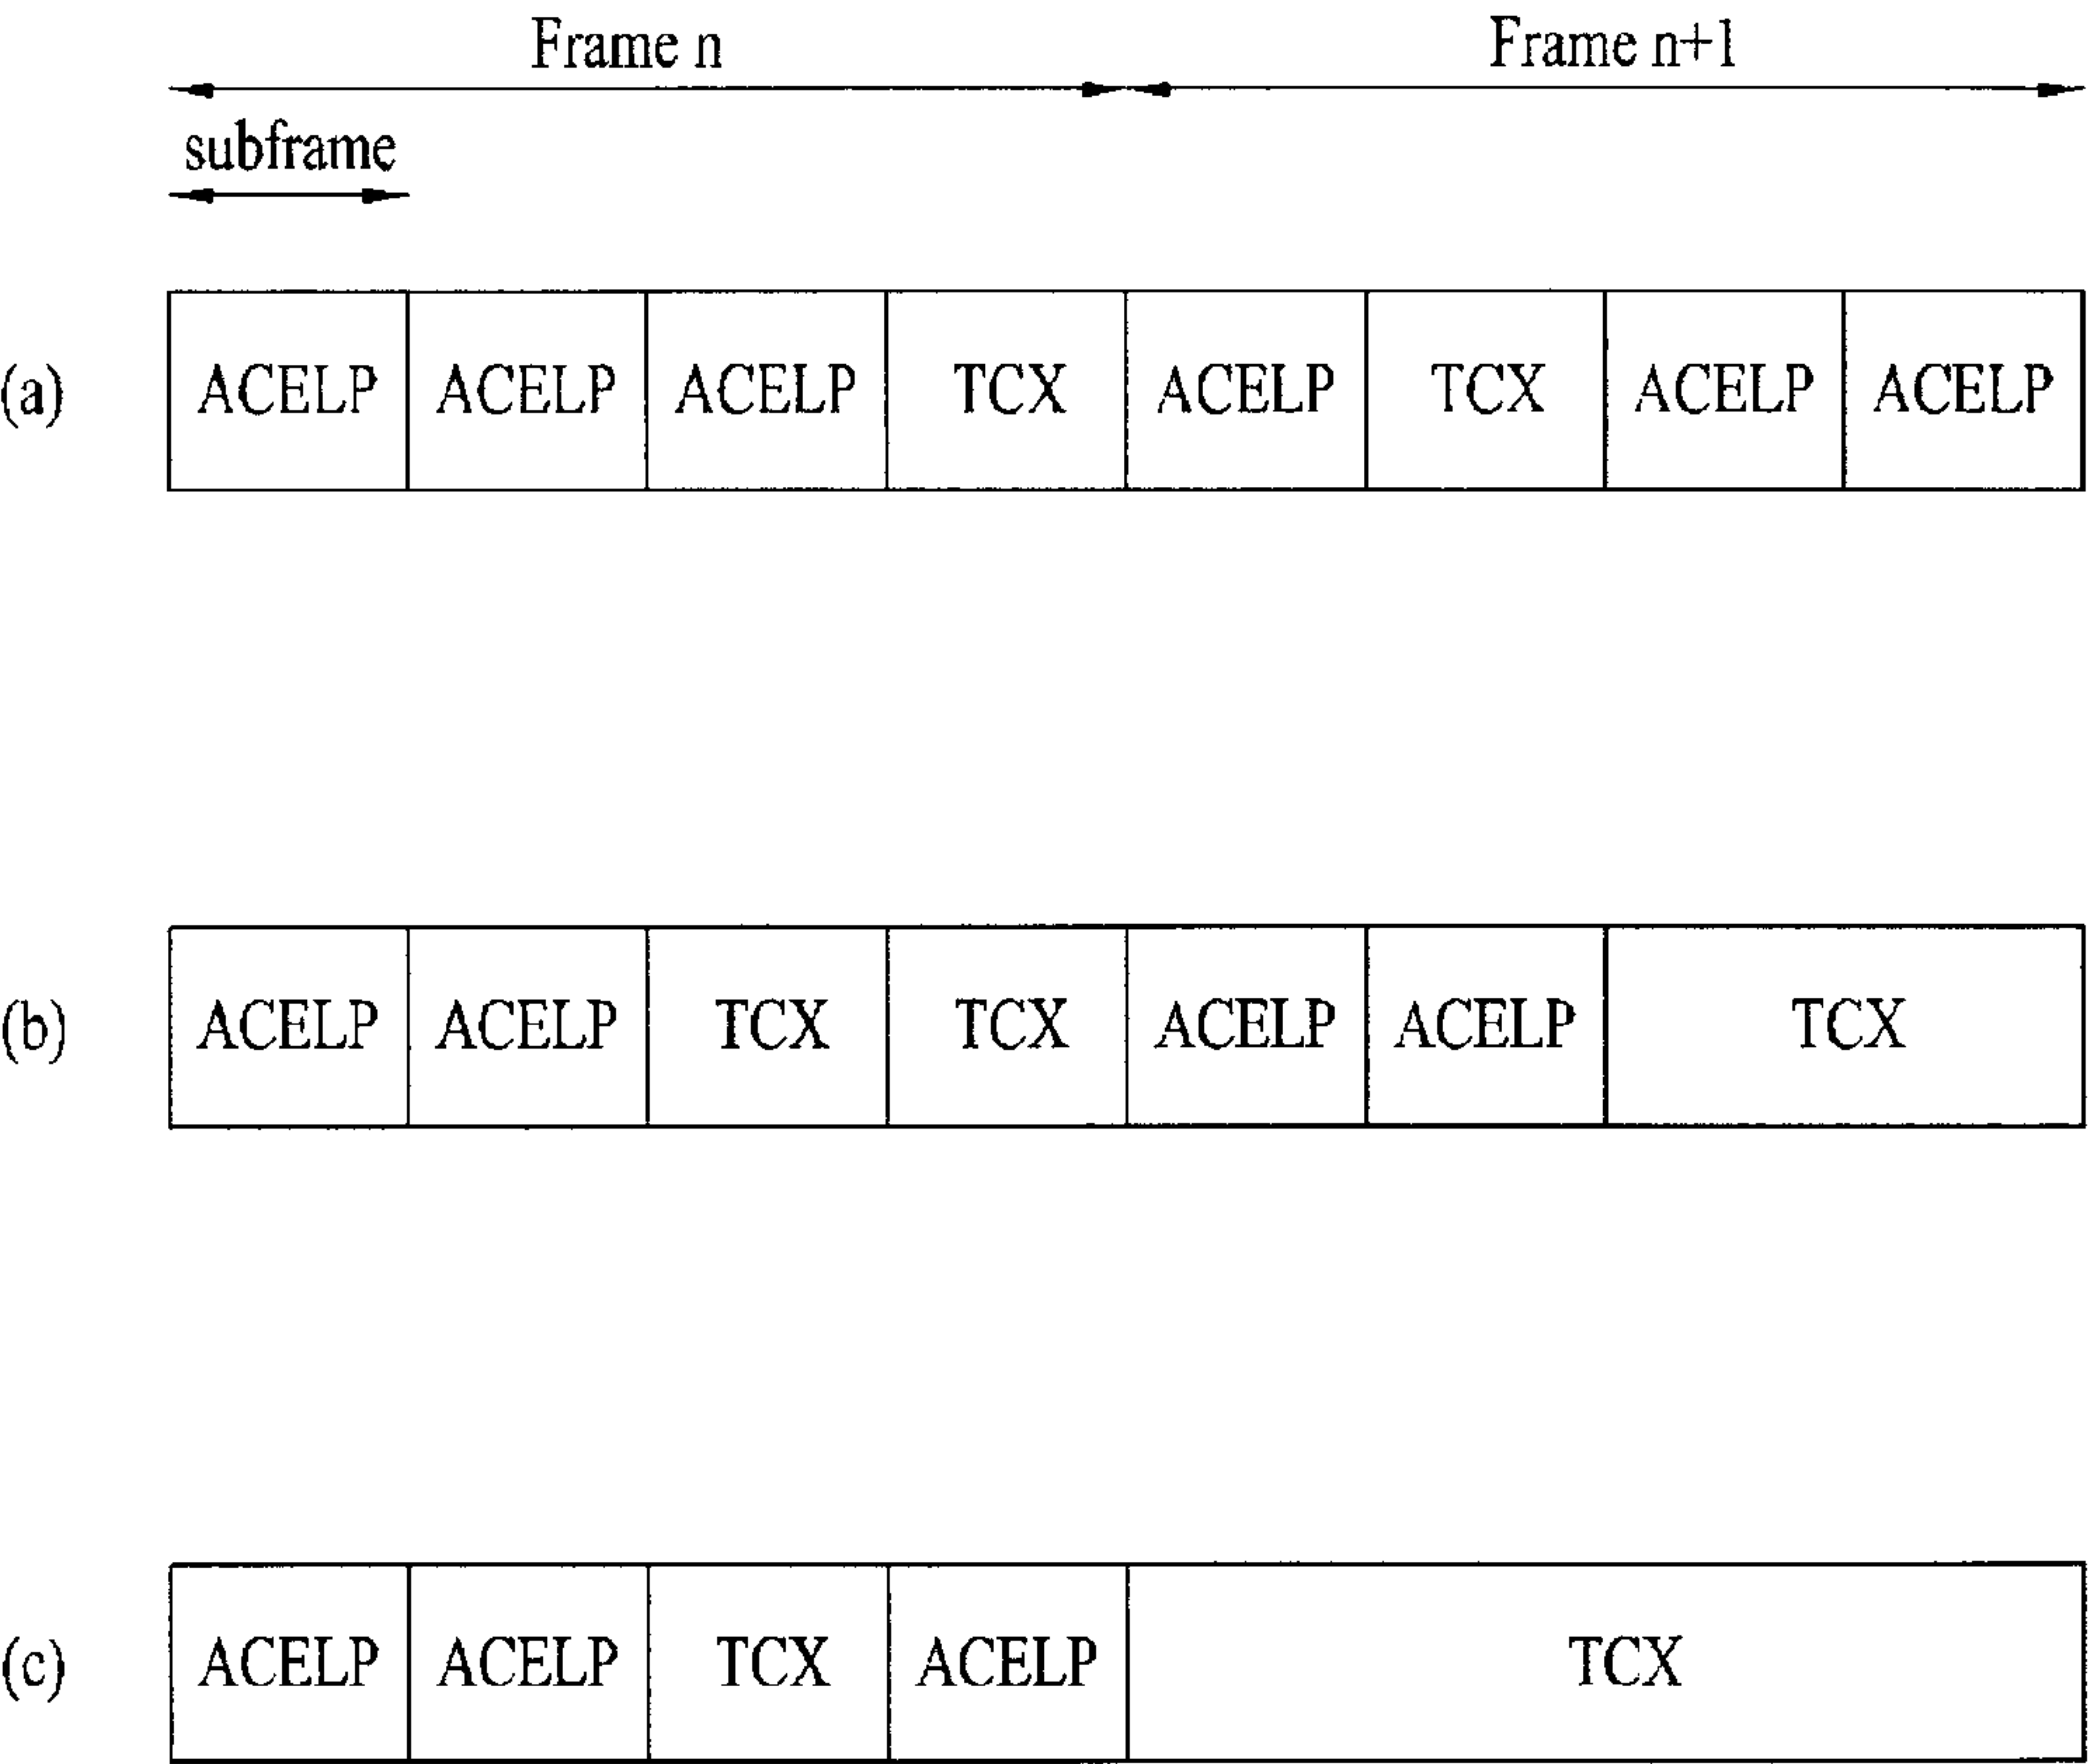 Frame n Frame n+1
subframe
(a) ACELP ACELP ACELP TCX ACELP TCX ACELP ACELP
(b) ACELP ACELP TCX TCX ACELP ACELP TCX
(c) ACELP ACELP TCX ACELP TCX